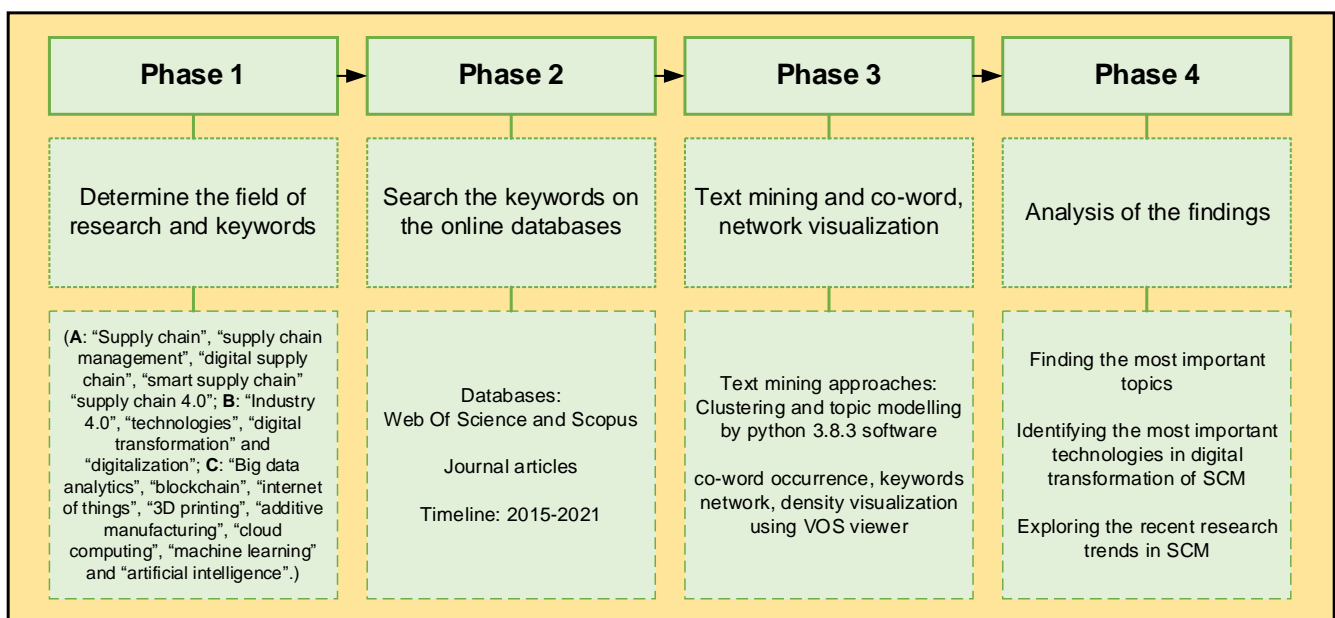 Phase 1
Phase 2
Phase 3
Phase 4
Determine the field of
research and keywords
Search the keywords on
the online databases
Text mining and co-word,
network visualization
Analysis of the findings
(A: “Supply chain”, “supply chain
management”, “digital supply
chain”, “smart supply chain”
“supply chain 4.0”; B: “Industry
4.0”, “technologies”, “digital
transformation” and
“digitalization”; C: “Big data
analytics”, “blockchain”, “internet
of things”, “3D printing”, “additive
manufacturing”, “cloud
computing”, “machine learning”
and “artificial intelligence”.)
Databases:
Web Of Science and Scopus
Journal articles
Timeline: 2015-2021
Text mining approaches:
Clustering and topic modelling
by python 3.8.3 software
co-word occurrence, keywords
network, density visualization
using VOS viewer
Finding the most important
topics
Identifying the most important
technologies in digital
transformation of SCM
Exploring the recent research
trends in SCM